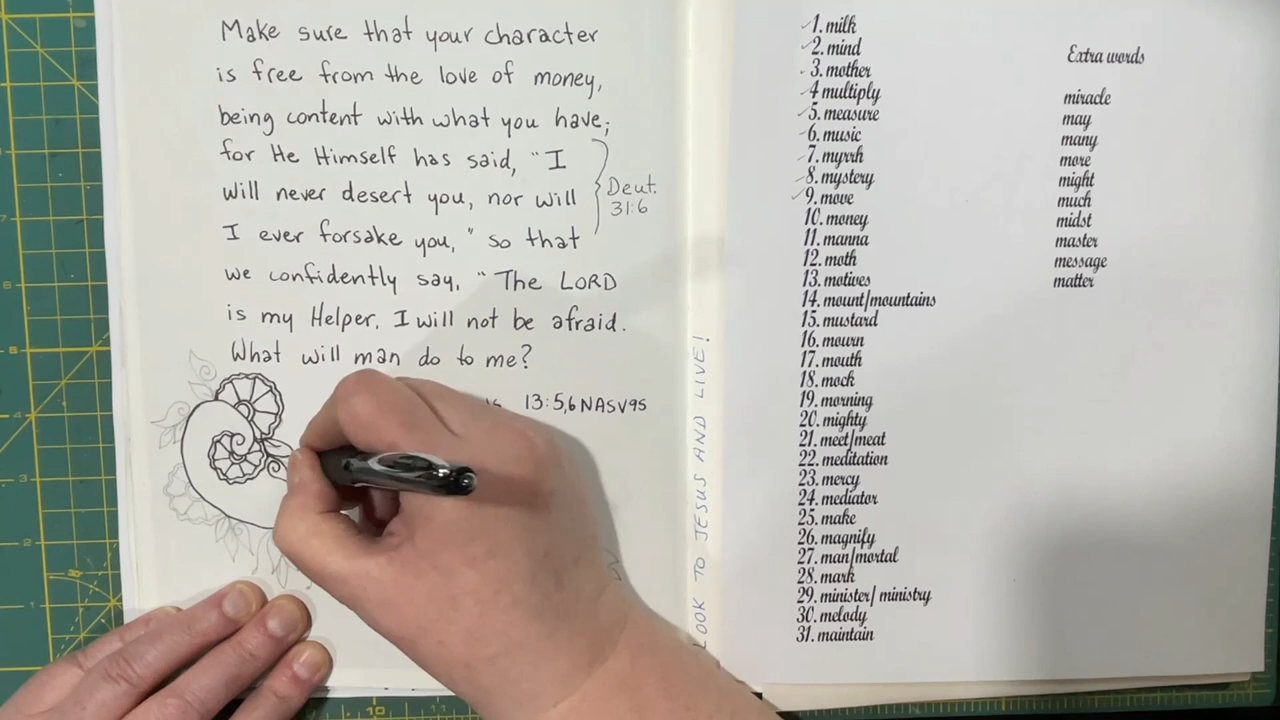 Make sure that your character
is free from the love of money,
being content with what you have;
for He Himself has said, "I
will never desert you, nor will
I ever forsake you," so that
we confidently say, "The LORD
is my Helper, I will not be afraid.
What will man do to me?
13:5,6 NASV95
Deut.
31:6
LOOK TO JESUS AND LIVE!
1. milk
2. mind
3. mother
4 multiply
5. measure
6. music
7. myrrh
8. mystery
9. move
10. money
11. manna
12. moth
13. motives
14. mount/mountains
15. mustard
16. mourn
17. mouth
18. mock
19. morning
20. mighty
21. meet/meat
22. meditation
23. mercy
24. mediator
25. make
26. magnify
27. man/mortal
28. mark
29. minister/ ministry
30. melody
31. maintain
Extra words
miracle
may
many
more
might
much
midst
master
message
matter